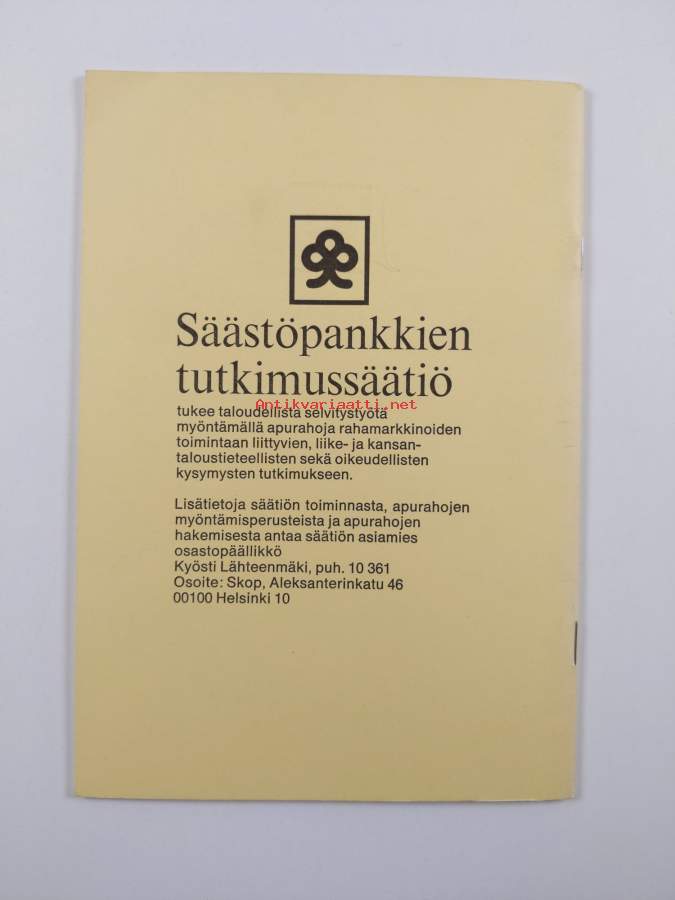 Säästöpankkien
tutkimussäätiö
Antikvariaatti.net
tukee taloudellista selvitystyötä
myöntämällä apurahoja rahamarkkinoiden
toimintaan liittyvien, liike- ja kansan-
taloustieteellisten sekä oikeudellisten
kysymysten tutkimukseen.
Lisätietoja säätiön toiminnasta, apurahojen
myöntämisperusteista ja apurahojen
hakemisesta antaa säätiön asiamies
osastopäällikkö
Kyösti Lähteenmäki, puh. 10 361
Osoite: Skop, Aleksanterinkatu 46
00100 Helsinki 10